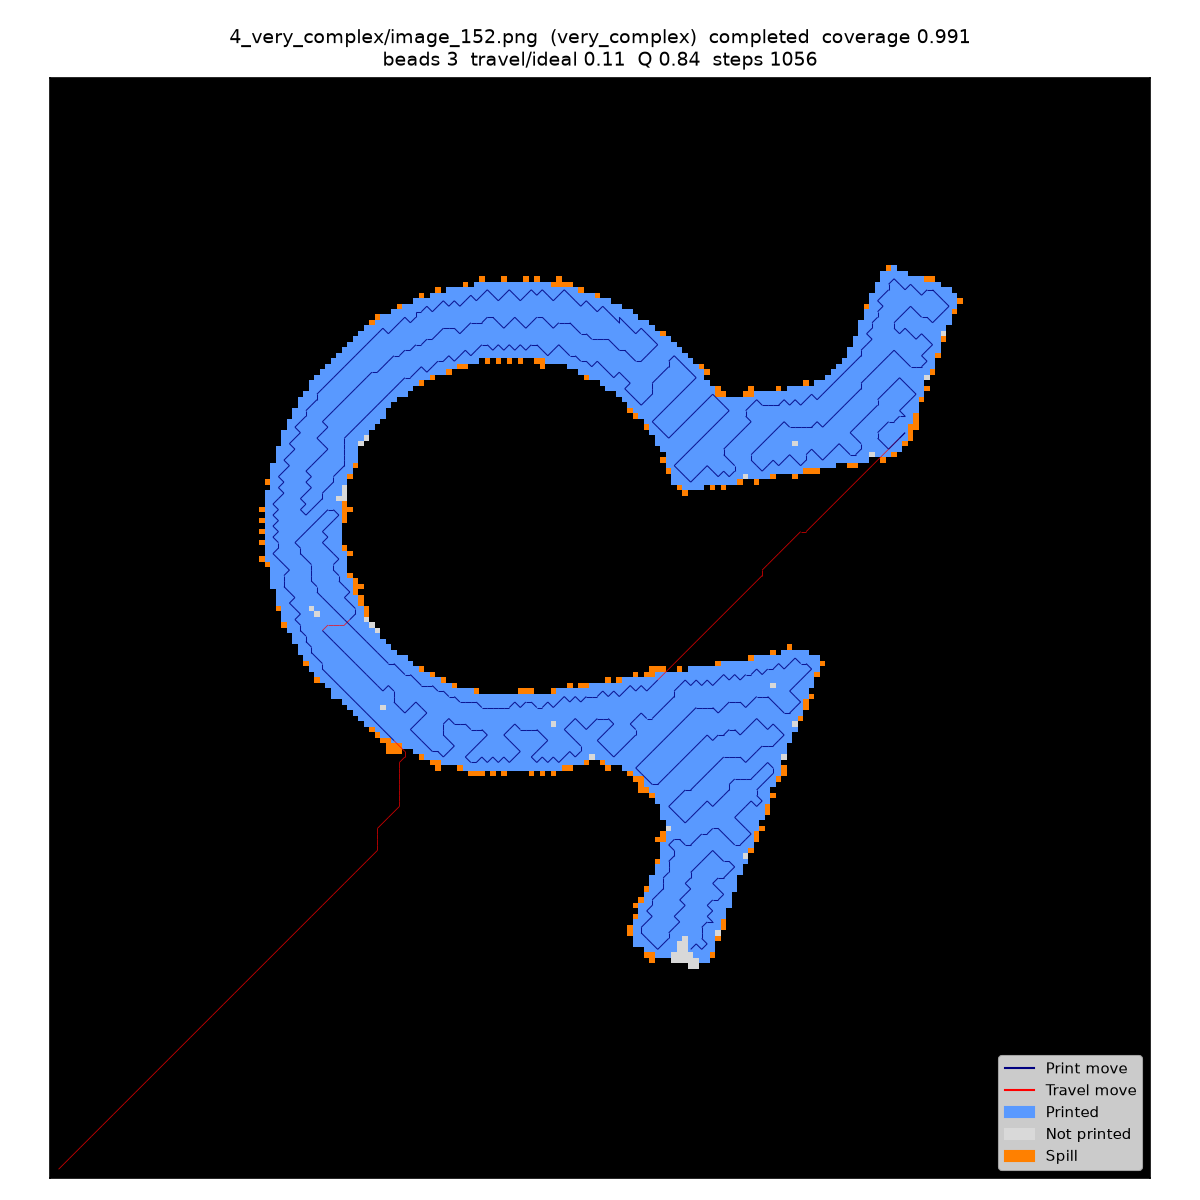 4_very_complex/image_152.png  (very_complex)  completed  coverage 0.991
beads 3  travel/ideal 0.11  Q 0.84  steps 1056
Print move
Travel move
Printed
Not printed
Spill